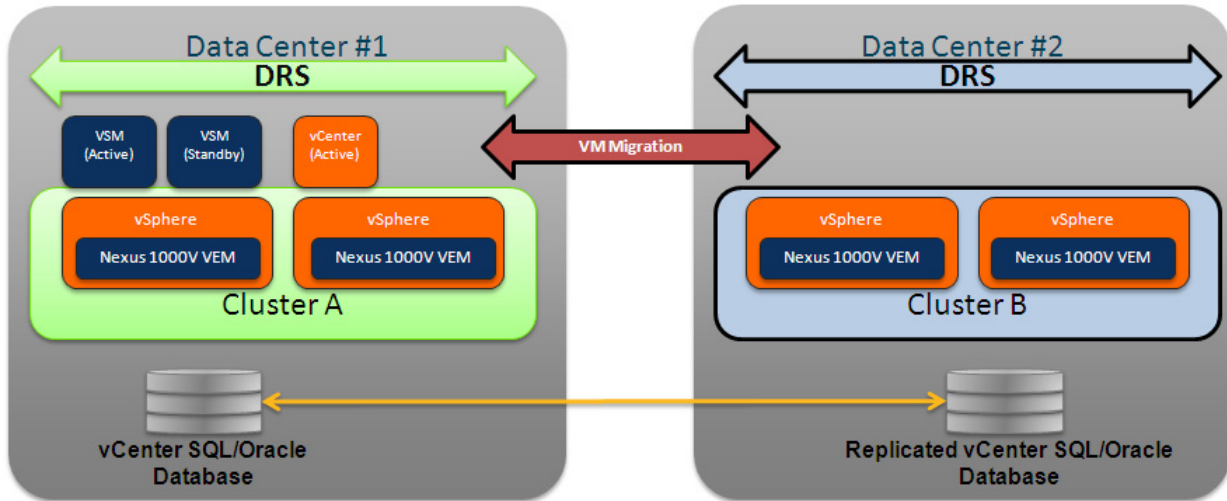 Data Center #1
DRS
VSM
(Active)
VSM
(Standby)
vCenter
(Active)
vSphere
Nexus 1000V VEM
vSphere
Nexus 1000V VEM
Cluster A
vCenter SQL/Oracle
Database
VM Migration
Data Center #2
DRS
vSphere
Nexus 1000V VEM
vSphere
Nexus 1000V VEM
Cluster B
Replicated vCenter SQL/Oracle
Database